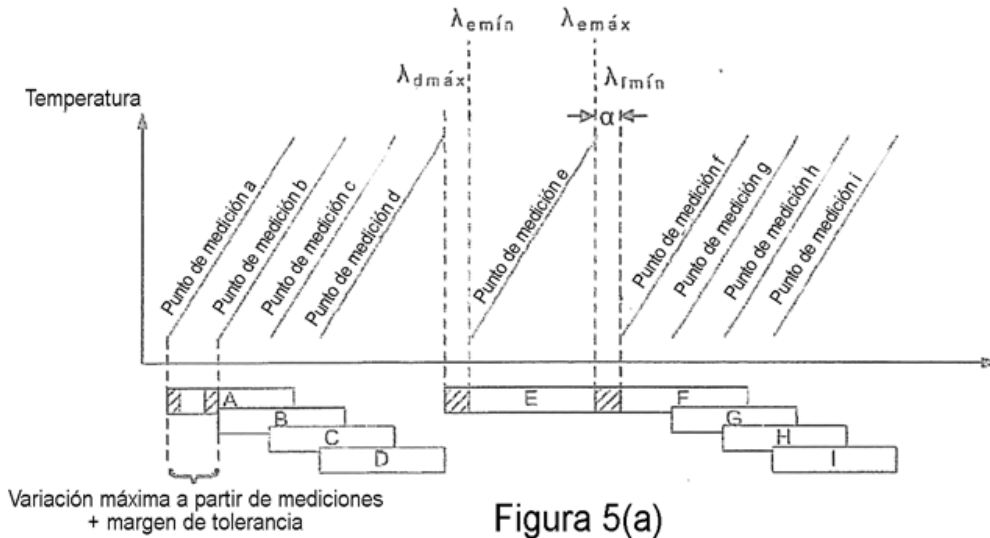 λemín
λemáx
λdmáx
λfmín
Temperatura
α
Punto de medición a
Punto de medición b
Punto de medición c
Punto de medición d
Punto de medición e
Punto de medición f
Punto de medición g
Punto de medición h
Punto de medición i
A
E
F
B
G
C
H
D
I
Variación máxima a partir de mediciones
+ margen de tolerancia
Figura 5(a)